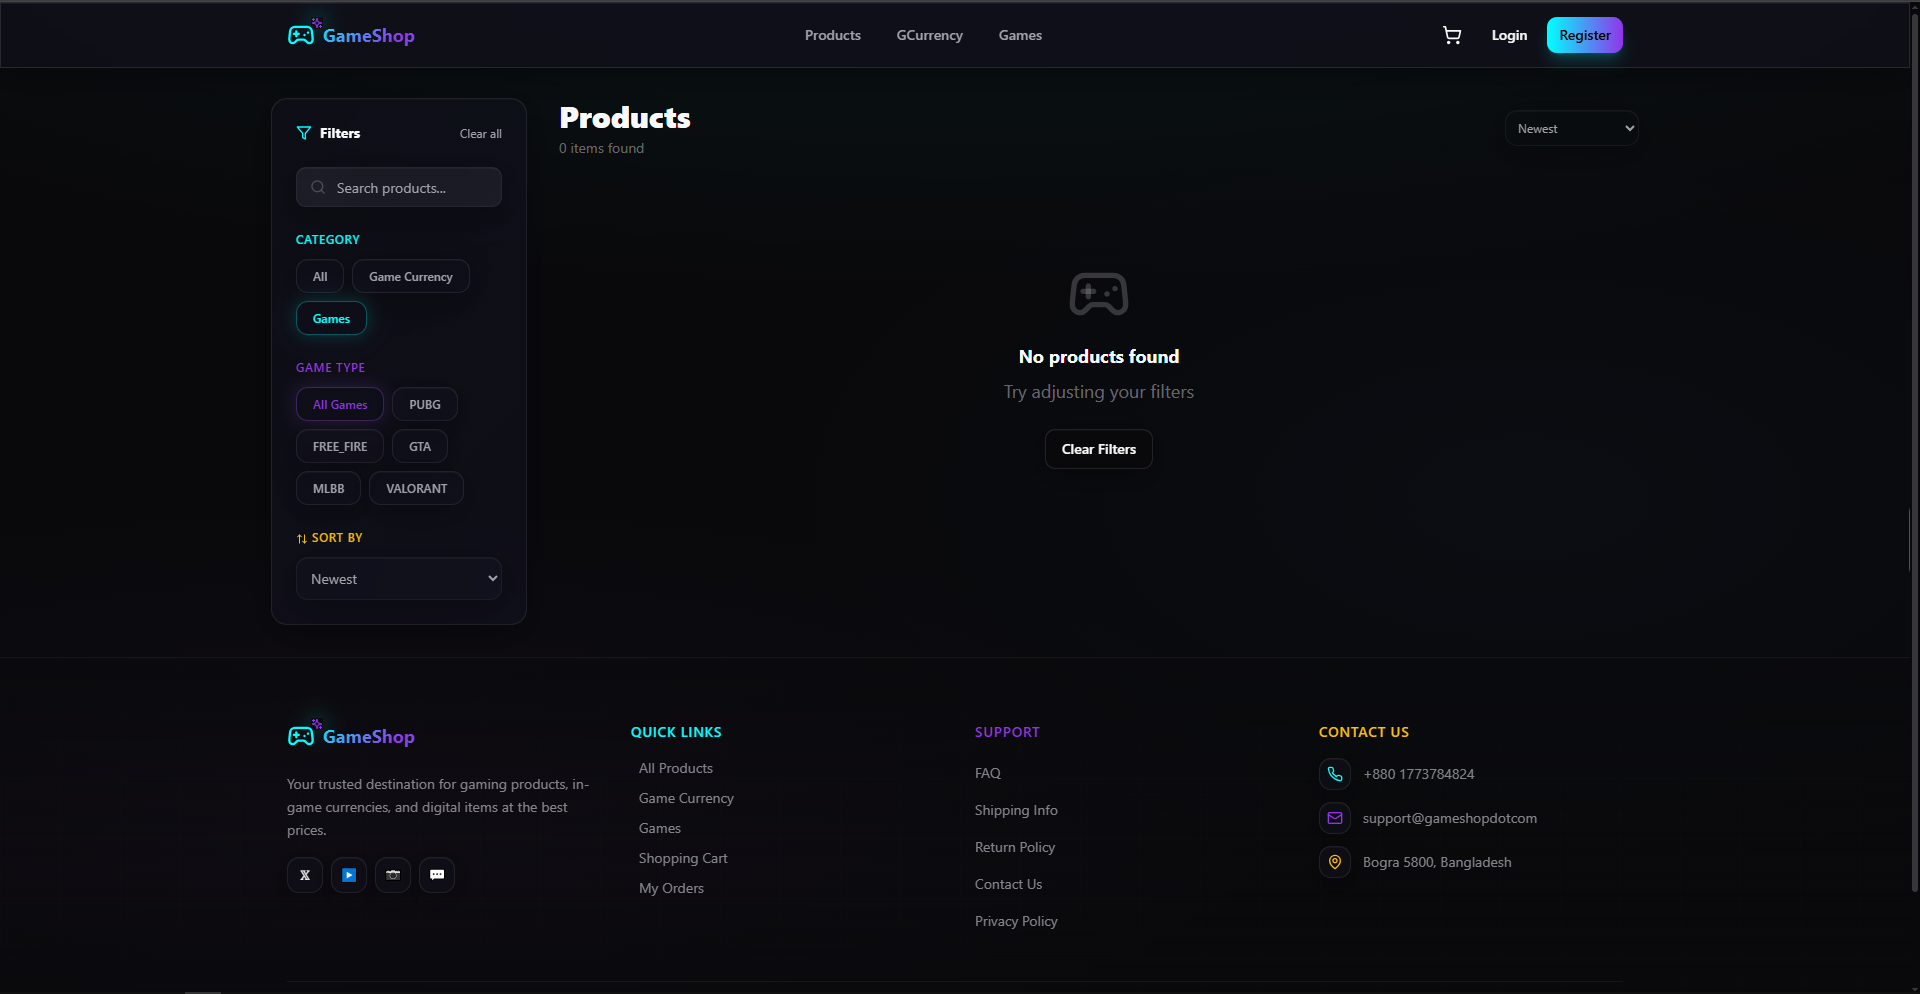 GameShop
Products GCurrency Games
Login Register
Filters Clear all
Search products...
CATEGORY
All Game Currency
Games
GAME TYPE
All Games PUBG
FREE_FIRE GTA
MLBB VALORANT
SORT BY
Newest
Products
0 items found
Newest
No products found
Try adjusting your filters
Clear Filters
GameShop
Your trusted destination for gaming products, in-
game currencies, and digital items at the best
prices.
𝕏
QUICK LINKS
All Products
Game Currency
Games
Shopping Cart
My Orders
SUPPORT
FAQ
Shipping Info
Return Policy
Contact Us
Privacy Policy
CONTACT US
+880 1773784824
support@gameshopdotcom
Bogra 5800, Bangladesh